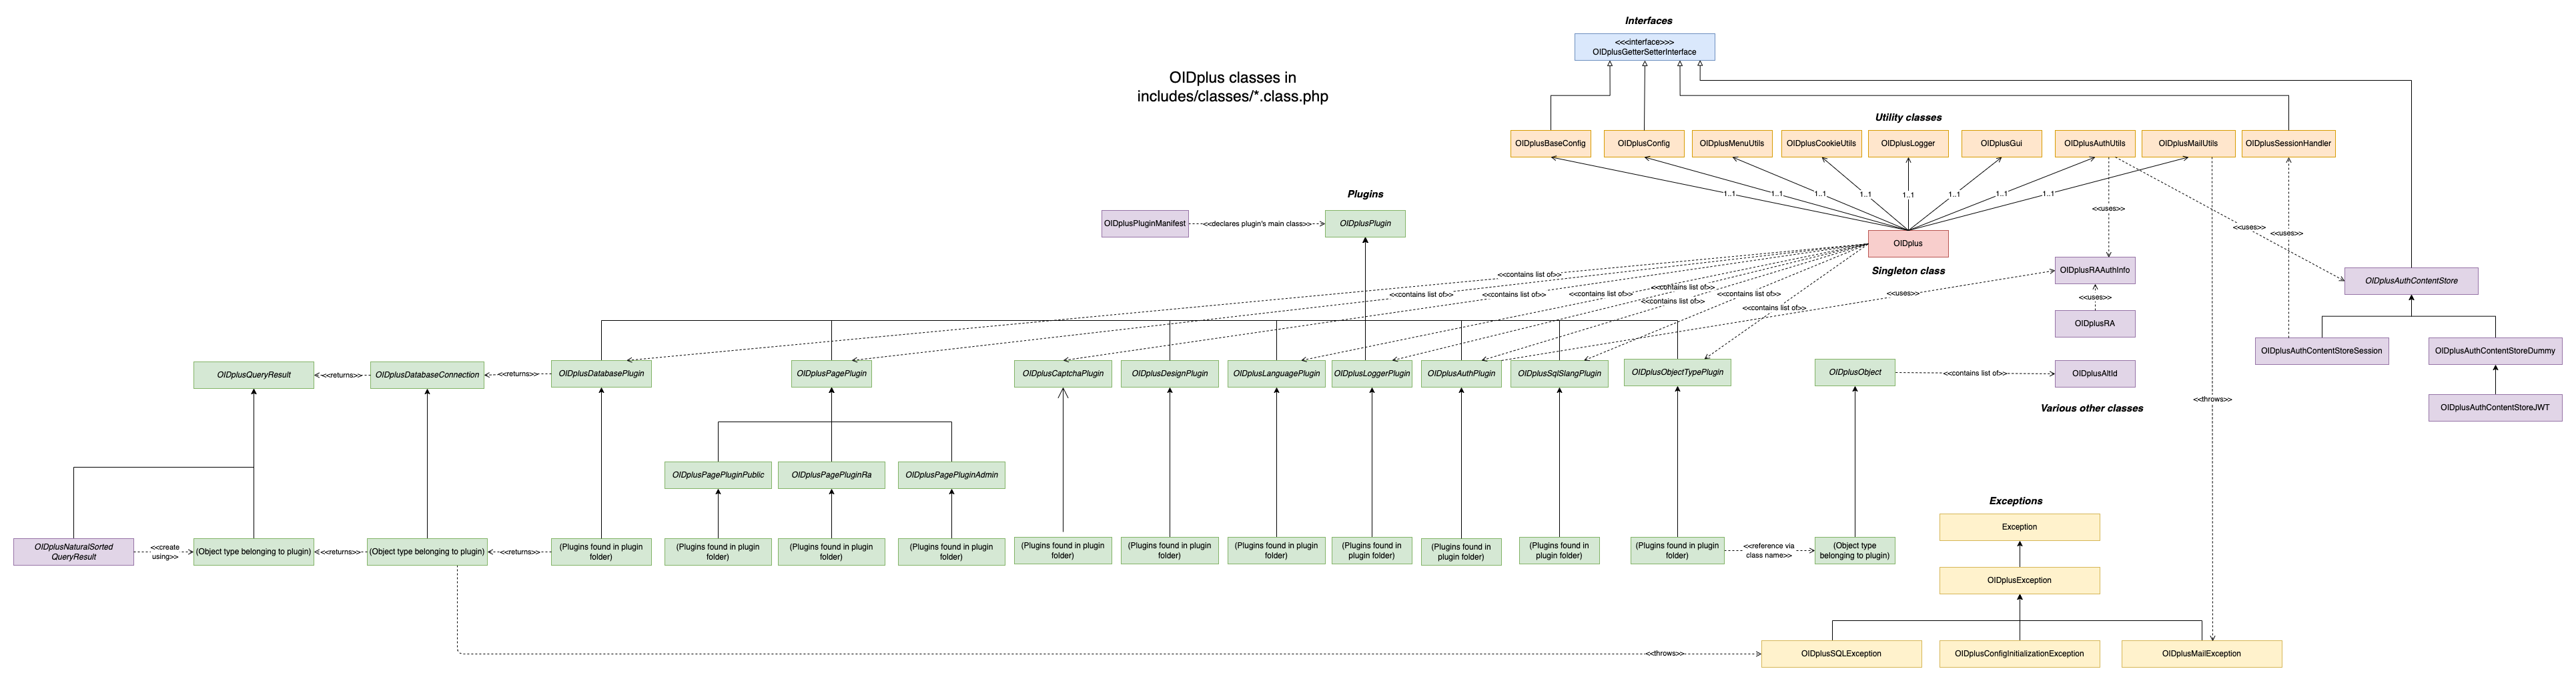 Interfaces
<<<interface>>>
OIDplusGetterSetterInterface
OIDplus classes in
includes/classes/*.class.php
Utility classes
OIDplusBaseConfig
OIDplusConfig
OIDplusMenuUtils
OIDplusCookieUtils
OIDplusLogger
OIDplusGui
OIDplusAuthUtils
OIDplusMailUtils
OIDplusSessionHandler
1..1
1..1
1..1
1..1
1..1
1..1
1..1
1..1
Plugins
OIDplusPluginManifest
<<declares plugin's main class>>
OIDplusPlugin
<<uses>>
<<uses>>
<<uses>>
OIDplus
Singleton class
<<contains list of>>
<<contains list of>>
<<contains list of>>
<<contains list of>>
<<contains list of>>
<<contains list of>>
<<contains list of>>
<<contains list of>>
<<uses>>
OIDplusRAAuthInfo
<<uses>>
OIDplusRA
OIDplusAuthContentStore
OIDplusAuthContentStoreSession
OIDplusAuthContentStoreDummy
OIDplusAuthContentStoreJWT
OIDplusQueryResult
<<returns>>
OIDplusDatabaseConnection
<<returns>>
OIDplusDatabasePlugin
OIDplusPagePlugin
OIDplusCaptchaPlugin
OIDplusDesignPlugin
OIDplusLanguagePlugin
OIDplusLoggerPlugin
OIDplusAuthPlugin
OIDplusSqlSlangPlugin
OIDplusObjectTypePlugin
OIDplusObject
<<contains list of>>
OIDplusAltId
Various other classes
<<throws>>
OIDplusPagePluginPublic
OIDplusPagePluginRa
OIDplusPagePluginAdmin
OIDplusNaturalSorted
QueryResult
<<create
using>>
(Object type belonging to plugin)
<<returns>>
(Object type belonging to plugin)
<<returns>>
(Plugins found in plugin
folder)
(Plugins found in plugin
folder)
(Plugins found in plugin
folder)
(Plugins found in plugin
folder)
(Plugins found in plugin
folder)
(Plugins found in plugin
folder)
(Plugins found in plugin
folder)
(Plugins found in
plugin folder)
(Plugins found in
plugin folder)
(Plugins found in
plugin folder)
(Plugins found in plugin
folder)
<<reference via
class name>>
(Object type
belonging to plugin)
Exceptions
Exception
OIDplusException
<<throws>>
OIDplusSQLException
OIDplusConfigInitializationException
OIDplusMailException